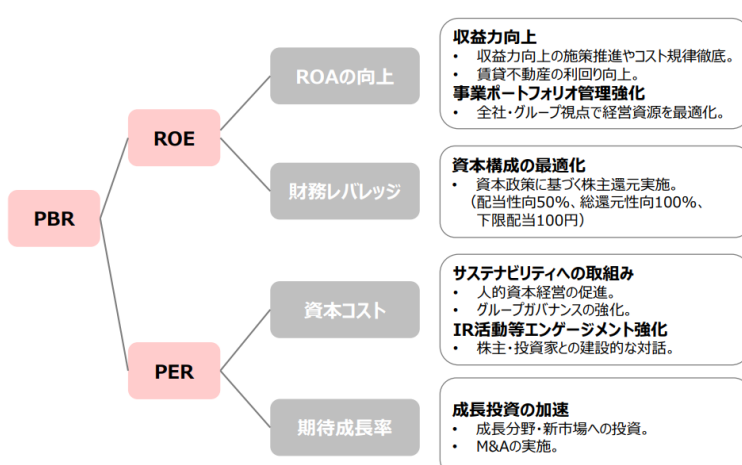 PBR
ROE
PER
ROAの向上
財務レバレッジ
資本コスト
期待成長率
収益力向上
• 収益力向上の施策推進やコスト規律徹底。
• 賃貸不動産の利回り向上。
事業ポートフォリオ管理強化
• 全社・グループ視点で経営資源を最適化。
資本構成の最適化
• 資本政策に基づく株主還元実施。
（配当性向50%、総還元性向100%、
下限配当100円）
サステナビリティへの取組み
• 人的資本経営の促進。
• グループガバナンスの強化。
IR活動等エンゲージメント強化
• 株主・投資家との建設的な対話。
成長投資の加速
• 成長分野・新市場への投資。
• M&Aの実施。